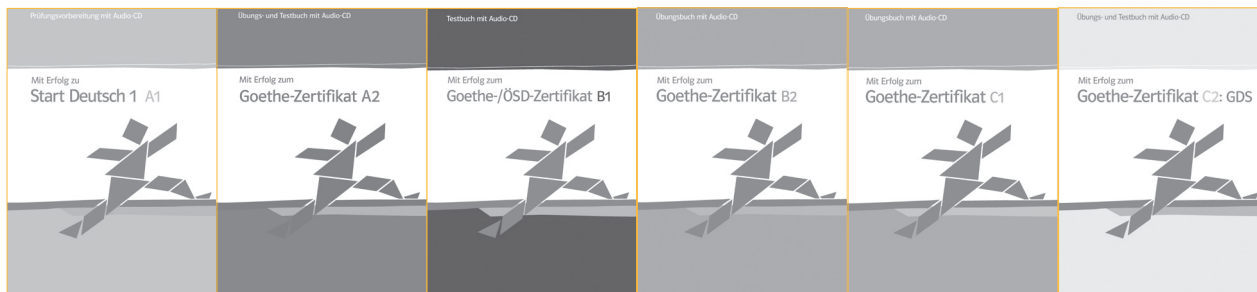 Prüfungsvorbereitung mit Audio-CD
Mit Erfolg zu
Start Deutsch 1 A1
Übungs- und Testbuch mit Audio-CD
Mit Erfolg zum
Goethe-Zertifikat A2
Testbuch mit Audio-CD
Mit Erfolg zum
Goethe-/ÖSD-Zertifikat B1
Übungsbuch mit Audio-CD
Mit Erfolg zum
Goethe-Zertifikat B2
Übungsbuch mit Audio-CD
Mit Erfolg zum
Goethe-Zertifikat C1
Übungs- und Testbuch mit Audio-CD
Mit Erfolg zum
Goethe-Zertifikat C2: GDS